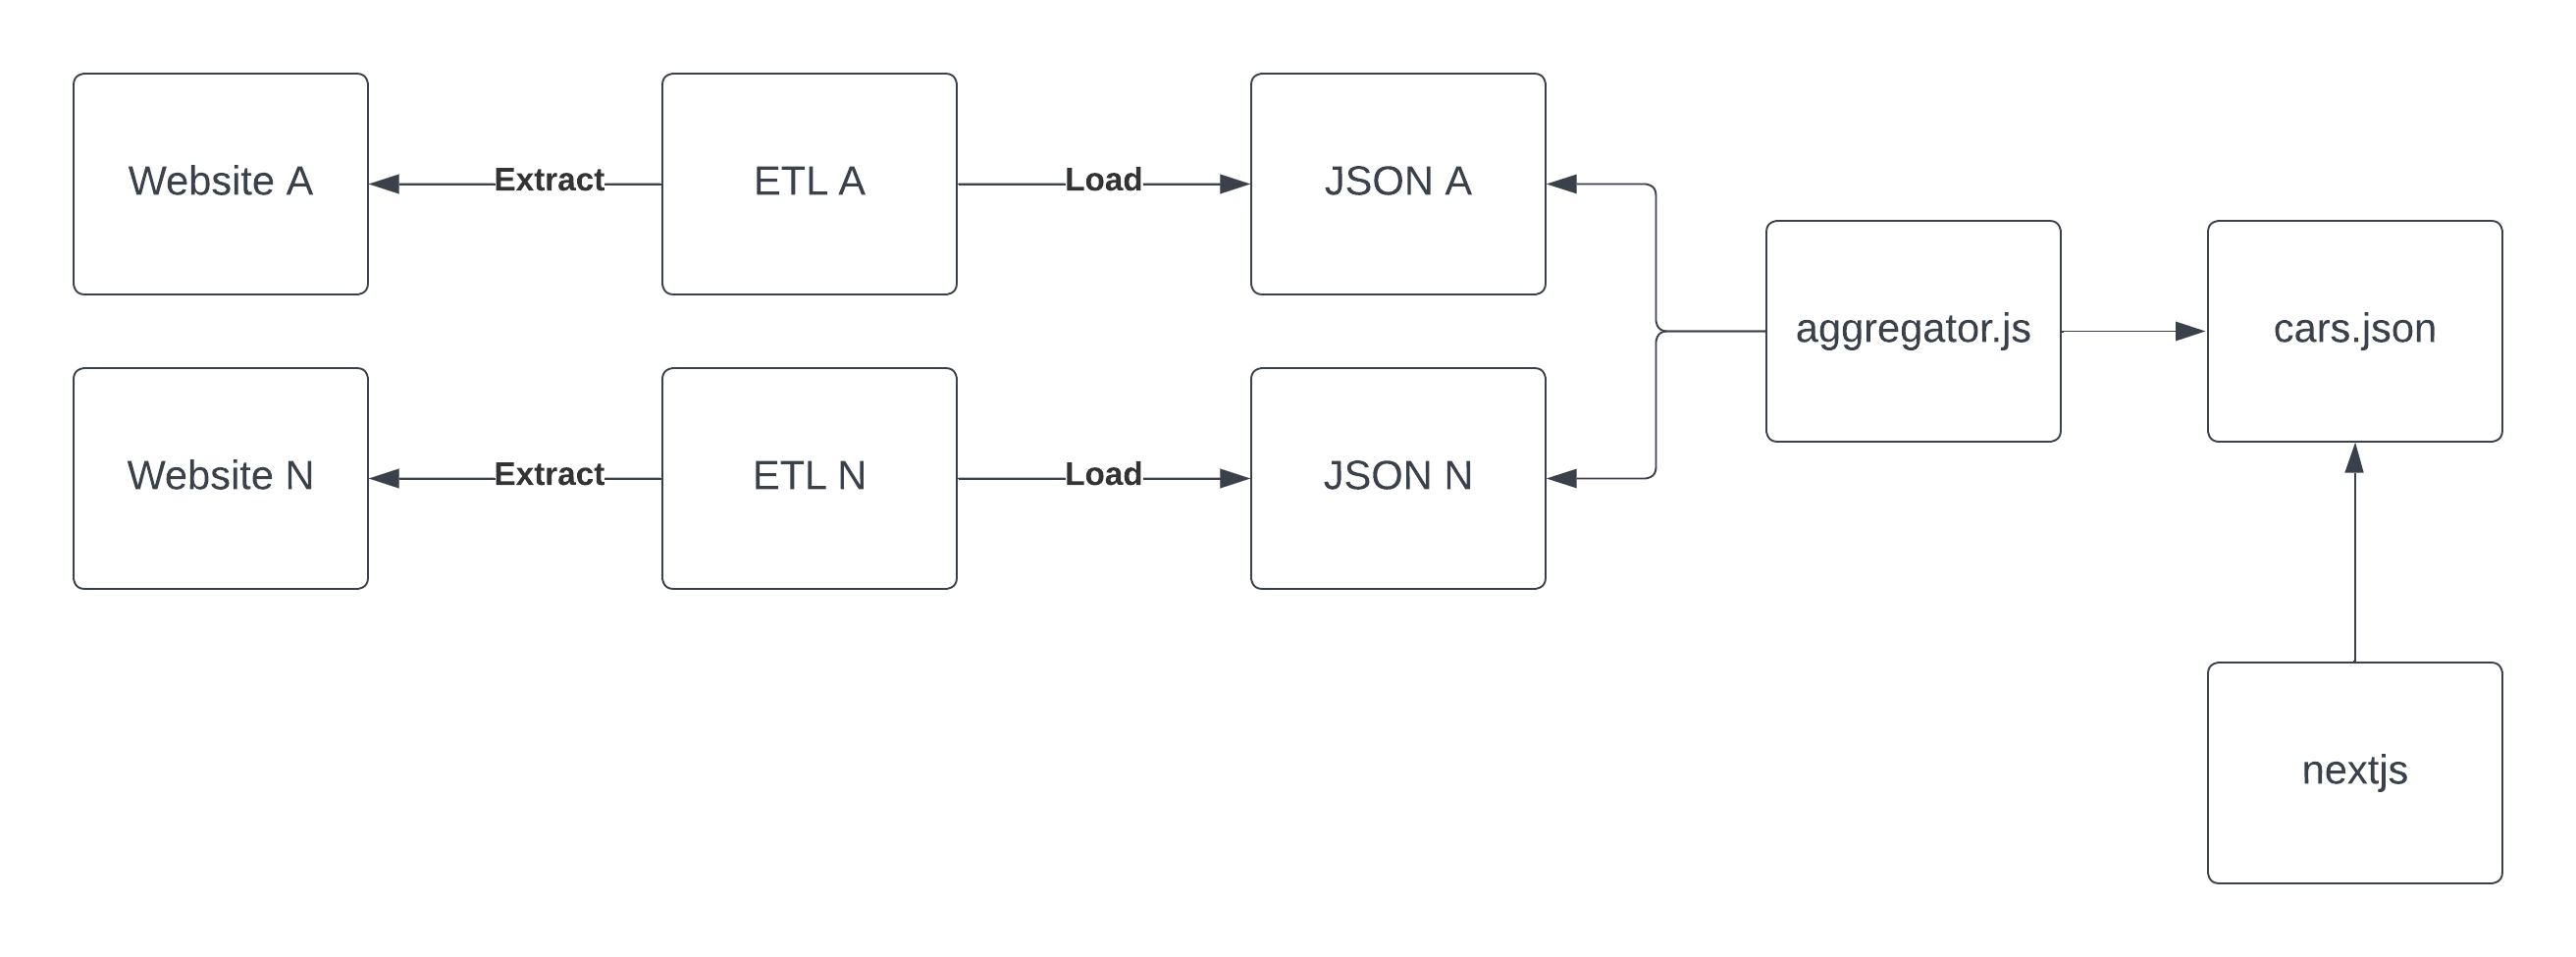 Website A
Extract
ETL A
Load
JSON A
aggregator.js
cars.json
Website N
Extract
ETL N
Load
JSON N
nextjs